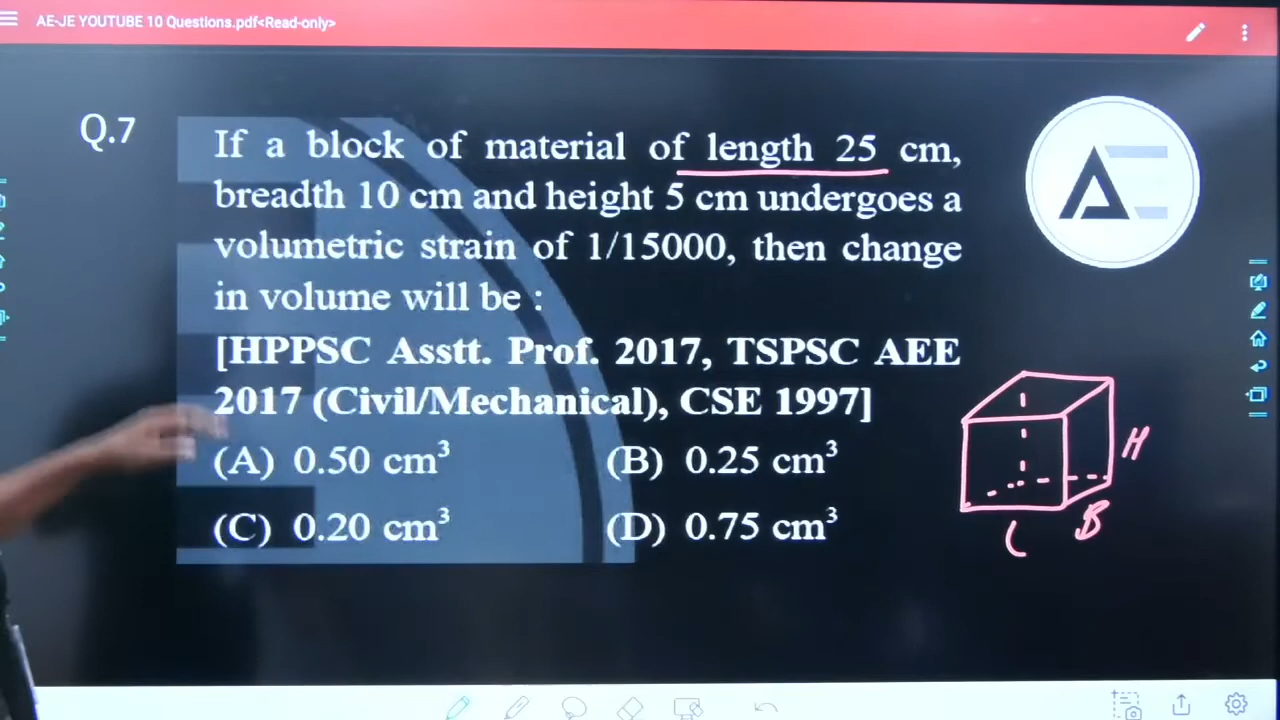 AE-JE YOUTUBE 10 Questions.pdf<Read-only>
Q.7
If a block of material of length 25 cm,
breadth 10 cm and height 5 cm undergoes a
volumetric strain of 1/15000, then change
in volume will be :
[HPPSC Asstt. Prof. 2017, TSPSC AEE
2017 (Civil/Mechanical), CSE 1997]
(A) 0.50 cm³ (B) 0.25 cm³
(C) 0.20 cm³ (D) 0.75 cm³
AE
H
B
L